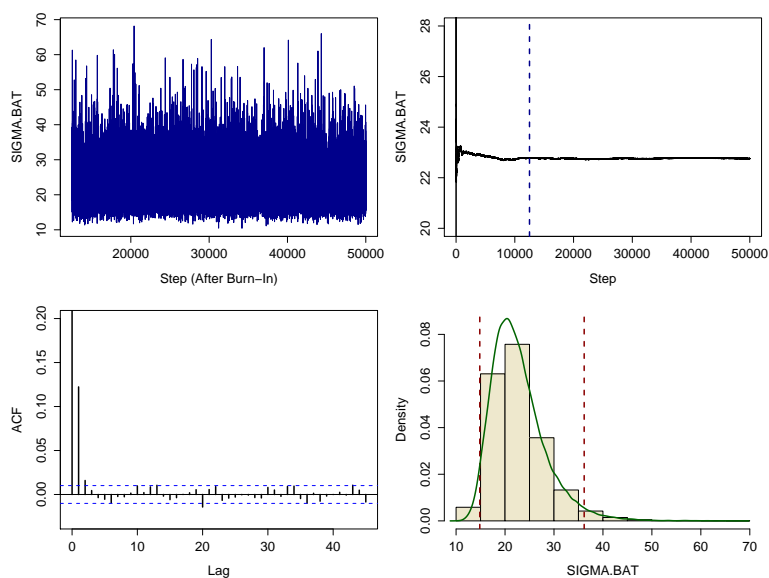 SIGMA.BAT
10 20 30 40 50 60 70
20000 30000 40000 50000
Step (After Burn−In)
SIGMA.BAT
20 22 24 26 28
0 10000 20000 30000 40000 50000
Step
ACF
0.00 0.05 0.10 0.15 0.20
0 10 20 30 40
Lag
Density
0.00 0.02 0.04 0.06 0.08
10 20 30 40 50 60 70
SIGMA.BAT